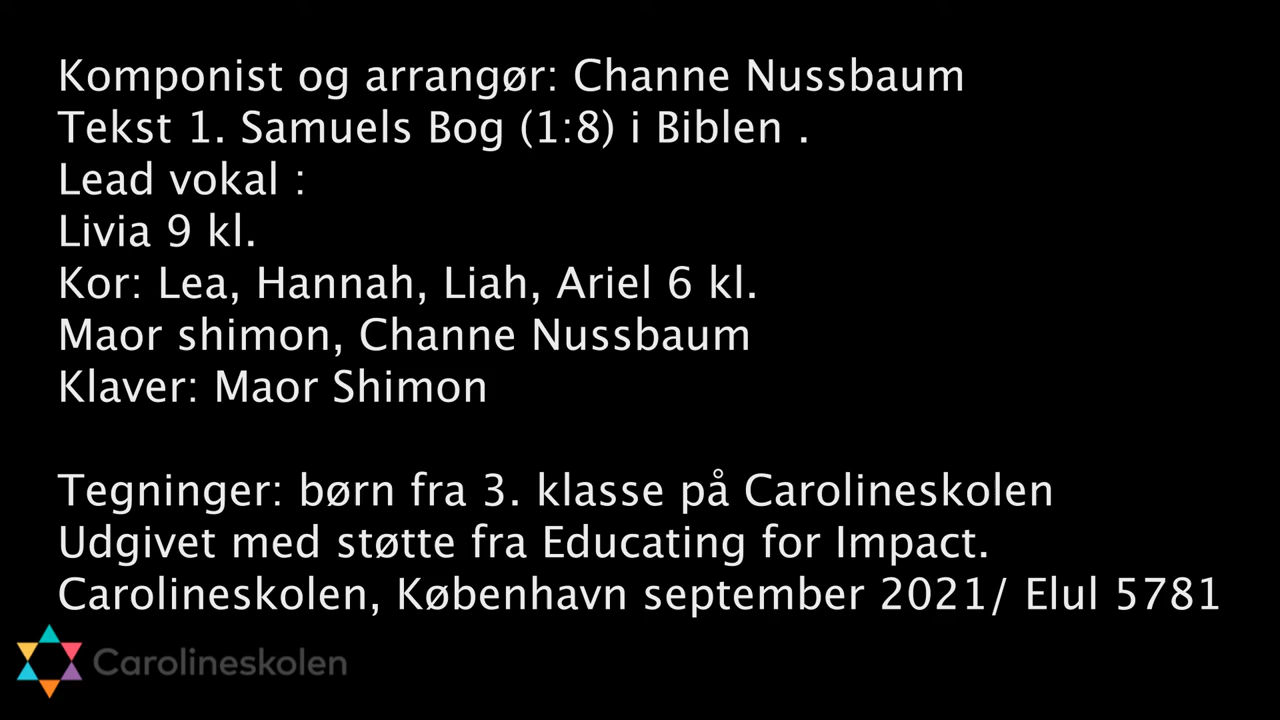 Komponist og arrangør: Channe Nussbaum
Tekst 1. Samuels Bog (1:8) i Biblen .
Lead vokal :
Livia 9 kl.
Kor: Lea, Hannah, Liah, Ariel 6 kl.
Maor shimon, Channe Nussbaum
Klaver: Maor Shimon
Tegninger: børn fra 3. klasse på Carolineskolen
Udgivet med støtte fra Educating for Impact.
Carolineskolen, København september 2021/ Elul 5781
Carolineskolen